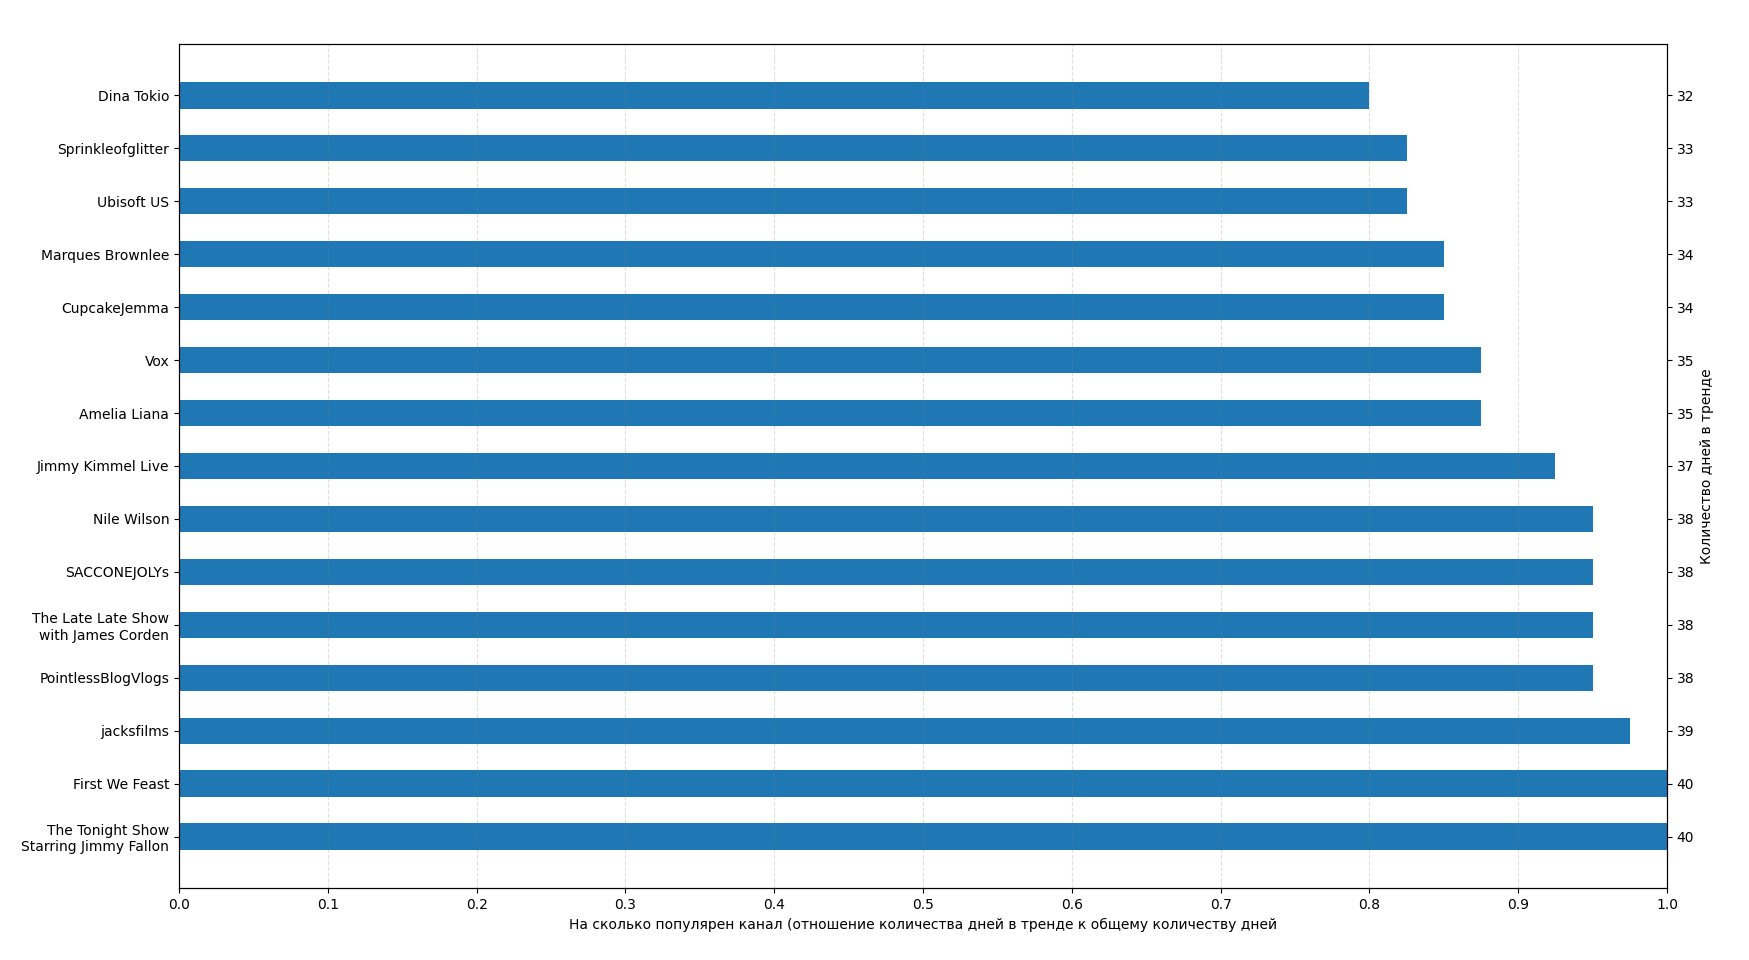 Dina Tokio
Sprinkleofglitter
Ubisoft US
Marques Brownlee
CupcakeJemma
Vox
Amelia Liana
Jimmy Kimmel Live
Nile Wilson
SACCONEJOLYs
The Late Late Show
with James Corden
PointlessBlogVlogs
jacksfilms
First We Feast
The Tonight Show
Starring Jimmy Fallon
32
33
33
34
34
35
35
37
38
38
38
38
39
40
40
Количество дней в тренде
0.0 0.1 0.2 0.3 0.4 0.5 0.6 0.7 0.8 0.9 1.0
На сколько популярен канал (отношение количества дней в тренде к общему количеству дней